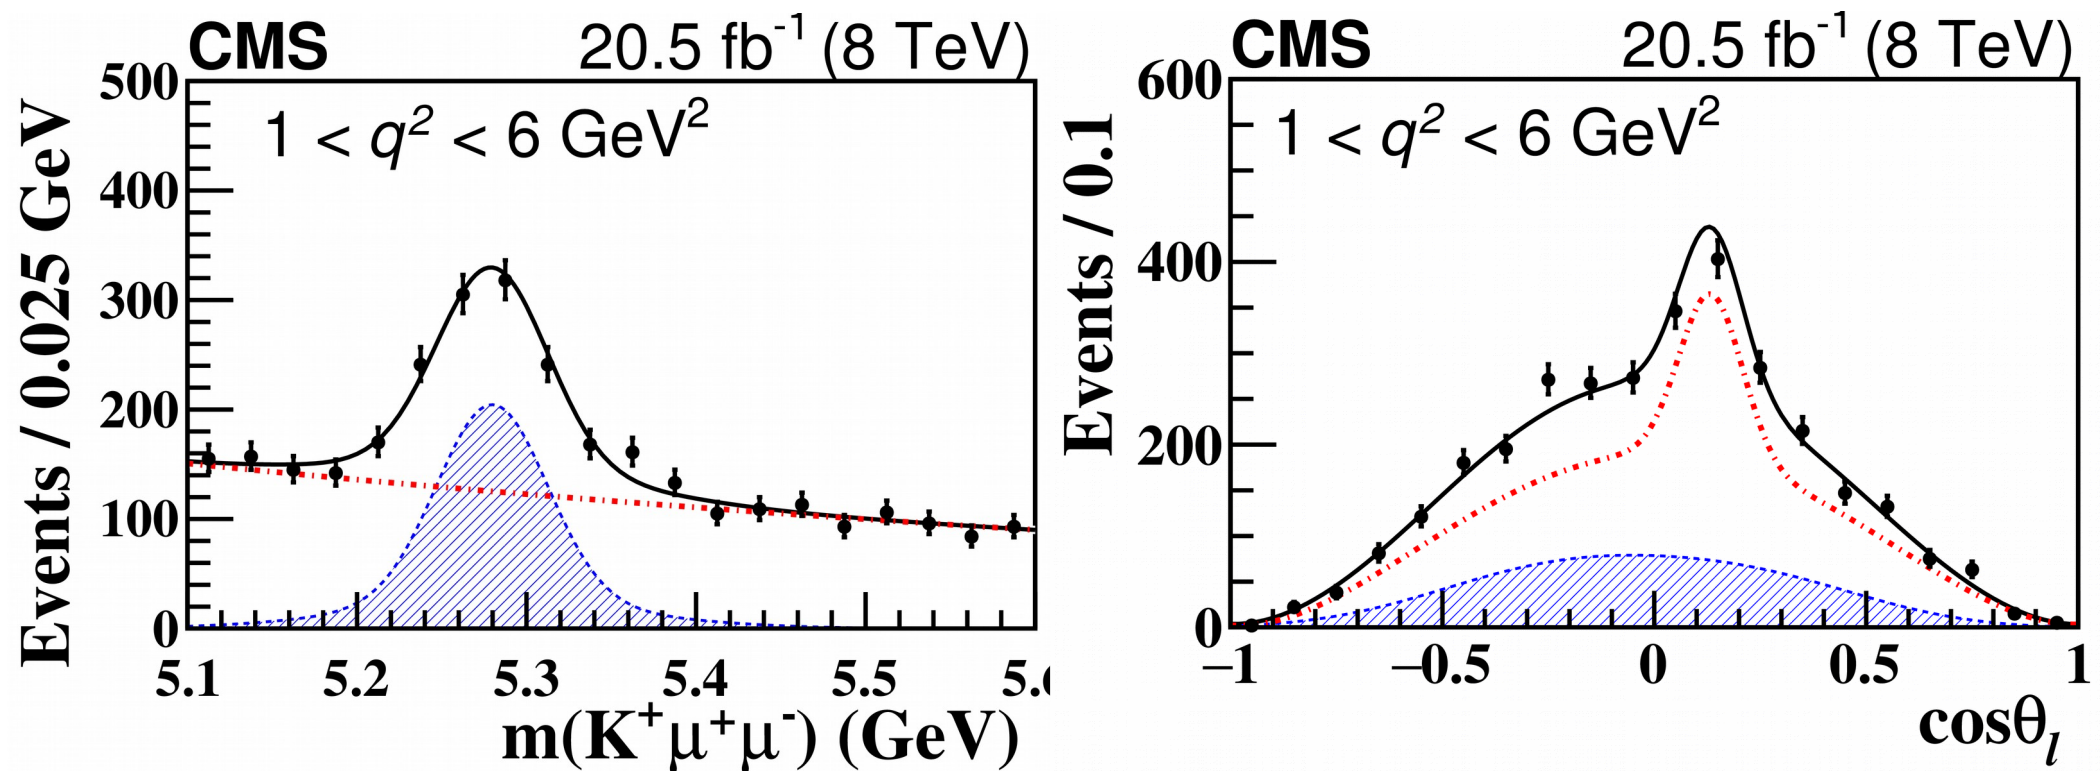 CMS 20.5 fb-1 (8 TeV)
1 < q2 < 6 GeV2
Events / 0.025 GeV
500
400
300
200
100
0
5.1 5.2 5.3 5.4 5.5
m(K+μ+μ-) (GeV)
CMS 20.5 fb-1 (8 TeV)
1 < q2 < 6 GeV2
Events / 0.1
600
400
200
0
−1 −0.5 0 0.5 1
cosθl